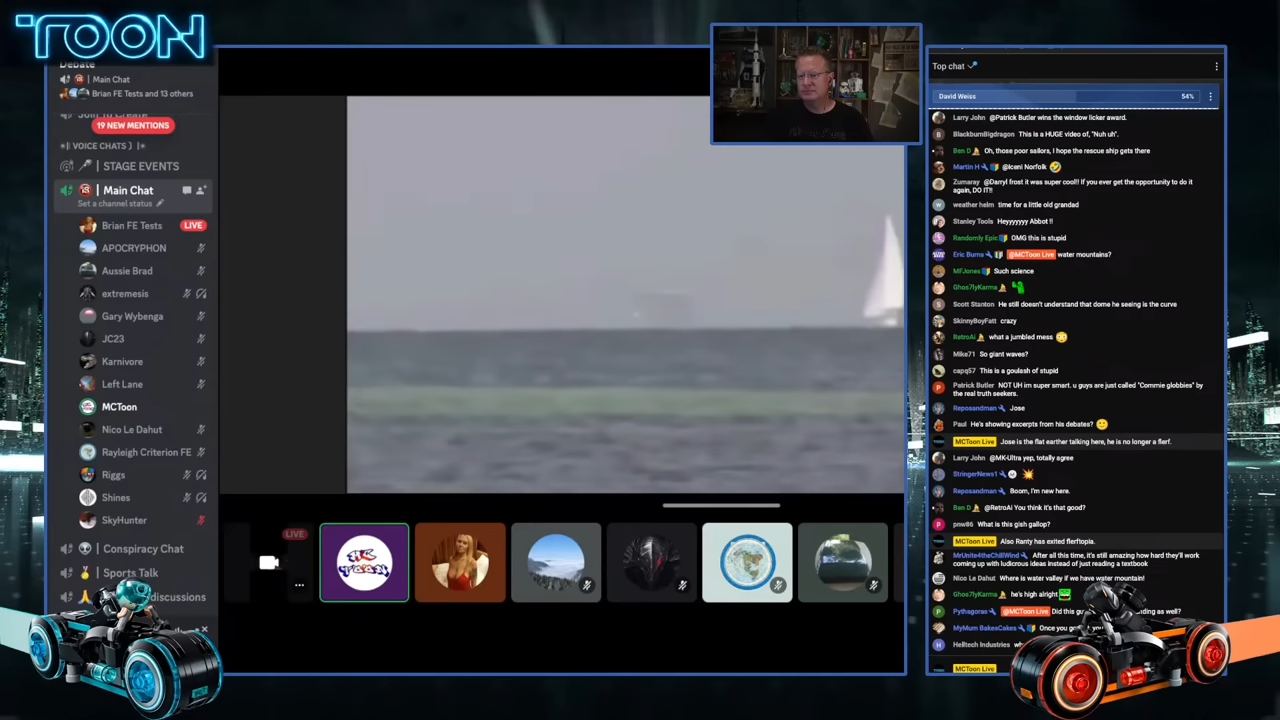 TOON
Debate
Main Chat
Brian FE Tests and 13 others
Join to Create
19 NEW MENTIONS
VOICE CHATS
STAGE EVENTS
Main Chat
Set a channel status
Brian FE Tests LIVE
APOCRYPHON
Aussie Brad
extremesis
Gary Wybenga
JC23
Karnivore
Left Lane
MCToon
Nico Le Dahut
Rayleigh Criterion FE
Riggs
Shines
SkyHunter
Conspiracy Chat
Sports Talk
discussions
LIVE
Top chat
David Weiss 54%
Larry John @Patrick Butler wins the window licker award.
BlackburnBigdragon This is a HUGE video of, "Nuh uh".
Ben D Oh, those poor sailors, I hope the rescue ship gets there
Martin H @Iceni Norfolk
Zumaray @Darryl frost it was super cool!! If you ever get the opportunity to do it
again, DO IT!!
weather helm time for a little old grandad
Stanley Tools Heyyyyyy Abbot !!
Randomly Epic OMG this is stupid
Eric Burns @MCToon Live water mountains?
MFJones Such science
Ghos7lyKarma
Scott Stanton He still doesn't understand that dome he seeing is the curve
SkinnyBoyFatt crazy
RetroAi what a jumbled mess
Mike71 So giant waves?
capq57 This is a goulash of stupid
Patrick Butler NOT UH im super smart. u guys are just called "Commie globbies" by
the real truth seekers.
Reposandman Jose
Paul He's showing excerpts from his debates?
MCToon Live Jose is the flat earther talking here, he is no longer a flerf.
Larry John @MK-Ultra yep, totally agree
StringerNews1
Reposandman Boom, I'm new here.
Ben D @RetroAi You think it's that good?
pnw86 What is this gish gallop?
MCToon Live Also Ranty has exited flerftopia.
MrUnite4theChillWind After all this time, it's still amazing how hard they'll work
coming up with ludicrous ideas instead of just reading a textbook
Nico Le Dahut Where is water valley if we have water mountain!
Ghos7lyKarma he's high alright
Pythagoras @MCToon Live Did this gu ding as well?
MyMum BakesCakes Once you go
Helltech Industries
MCToon Live